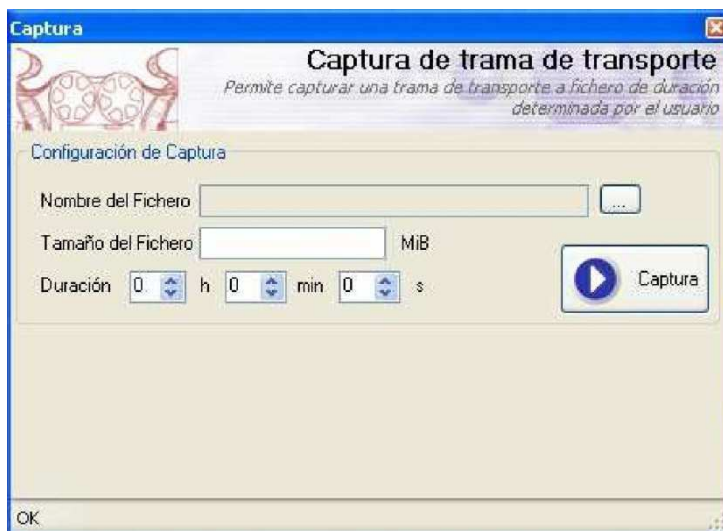 Captura
Captura de trama de transporte
Permite capturar una trama de transporte a fichero de duración
determinada por el usuario
Configuración de Captura
Nombre del Fichero ...
Tamaño del Fichero MiB
Duración 0 h 0 min 0 s
Captura
OK